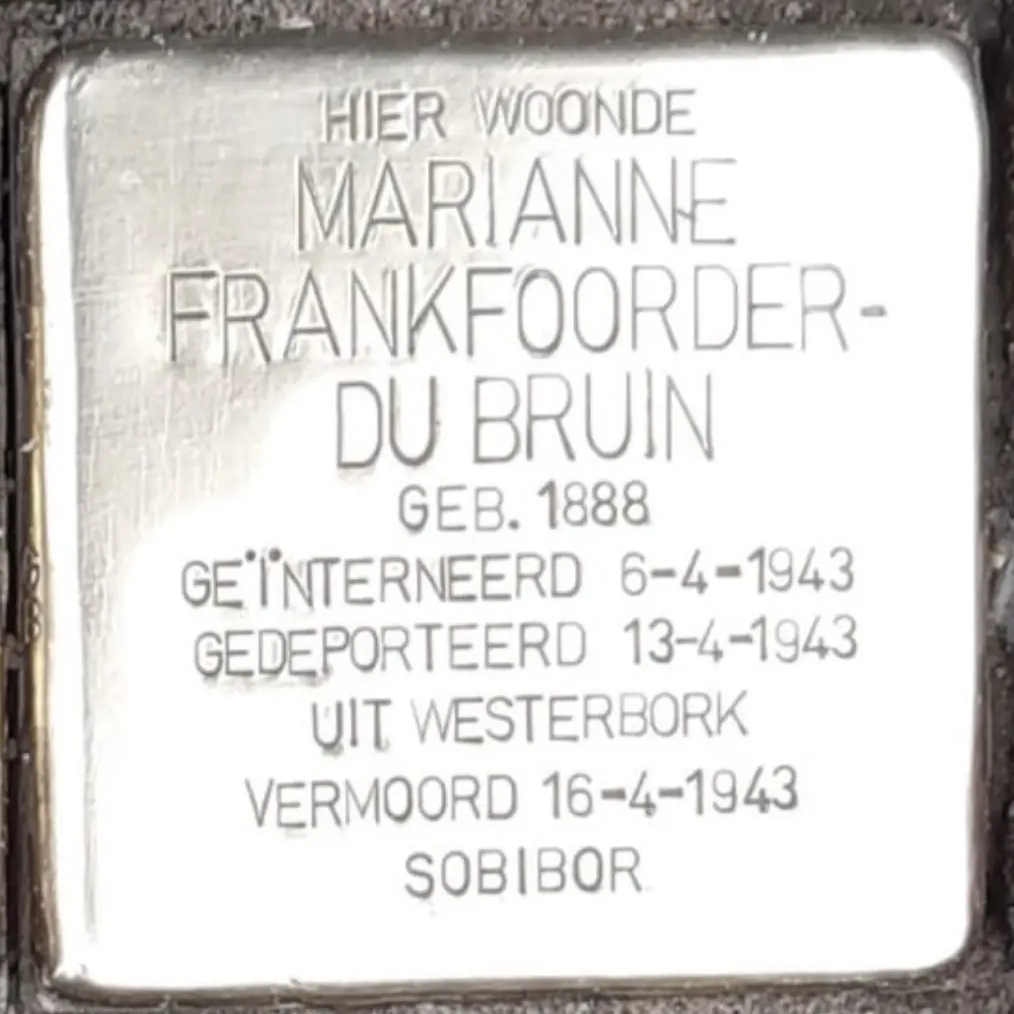 HIER WOONDE
MARIANNE
FRANKFOORDER-
DU BRUIN
GEB. 1888
GEÏNTERNEERD 6-4-1943
GEDEPORTEERD 13-4-1943
UIT WESTERBORK
VERMOORD 16-4-1943
SOBIBOR